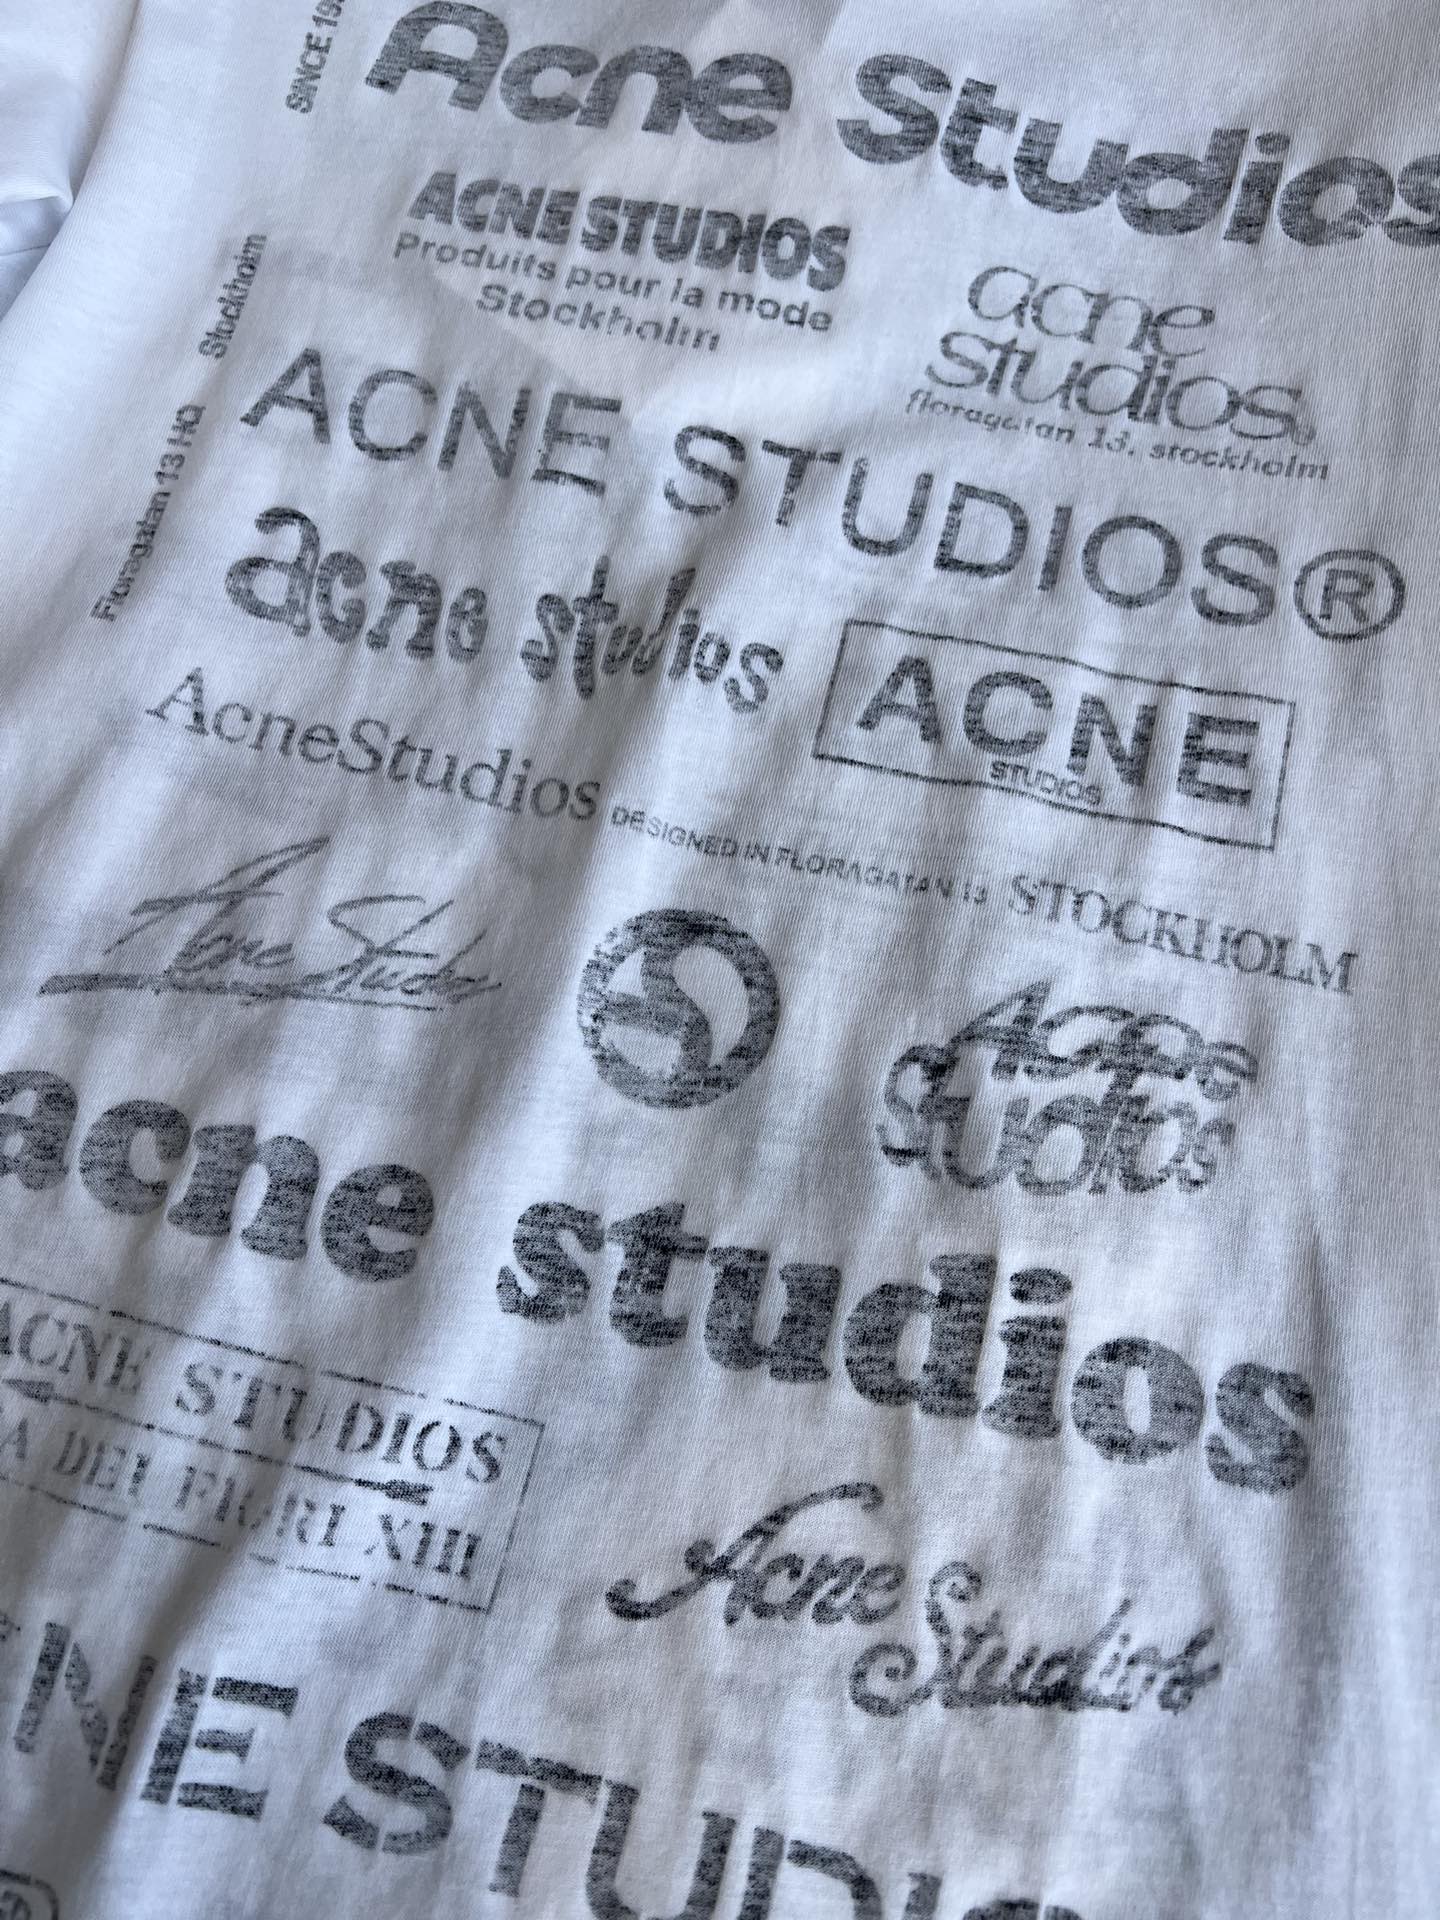 SINCE 19
Acne Studios
ACNE STUDIOS
Produits pour la mode
Stockholm
acne
studios
floragatan 13, stockholm
Floragatan 13 HQ Stockholm
ACNE STUDIOS®
acne studios
ACNE
STUDIOS
AcneStudios DESIGNED IN FLORAGATAN 13 STOCKHOLM
Acne Studios
Acne
Studios
acne studios
ACNE STUDIOS
A DEI FIORI XIII
Acne Studios
NE STUDIO